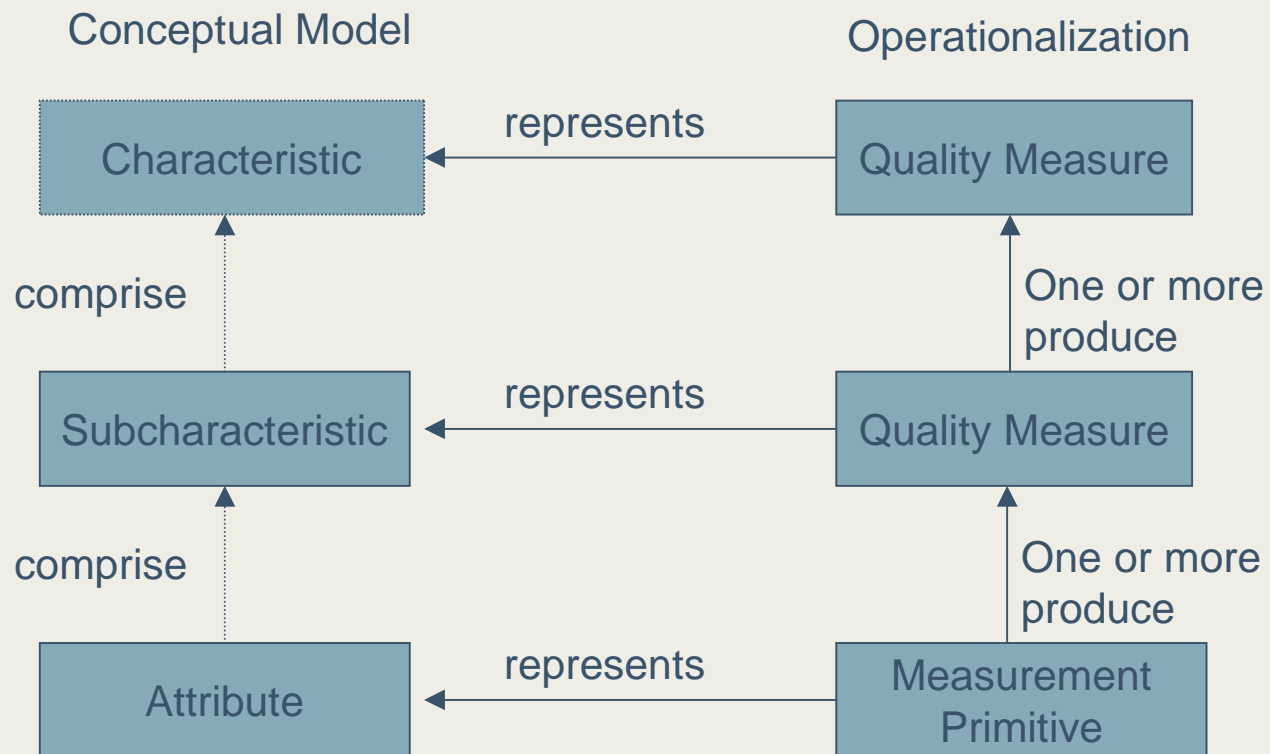 Conceptual Model
Operationalization
Characteristic
represents
Quality Measure
comprise
One or more
produce
Subcharacteristic
represents
Quality Measure
comprise
One or more
produce
Attribute
represents
Measurement
Primitive